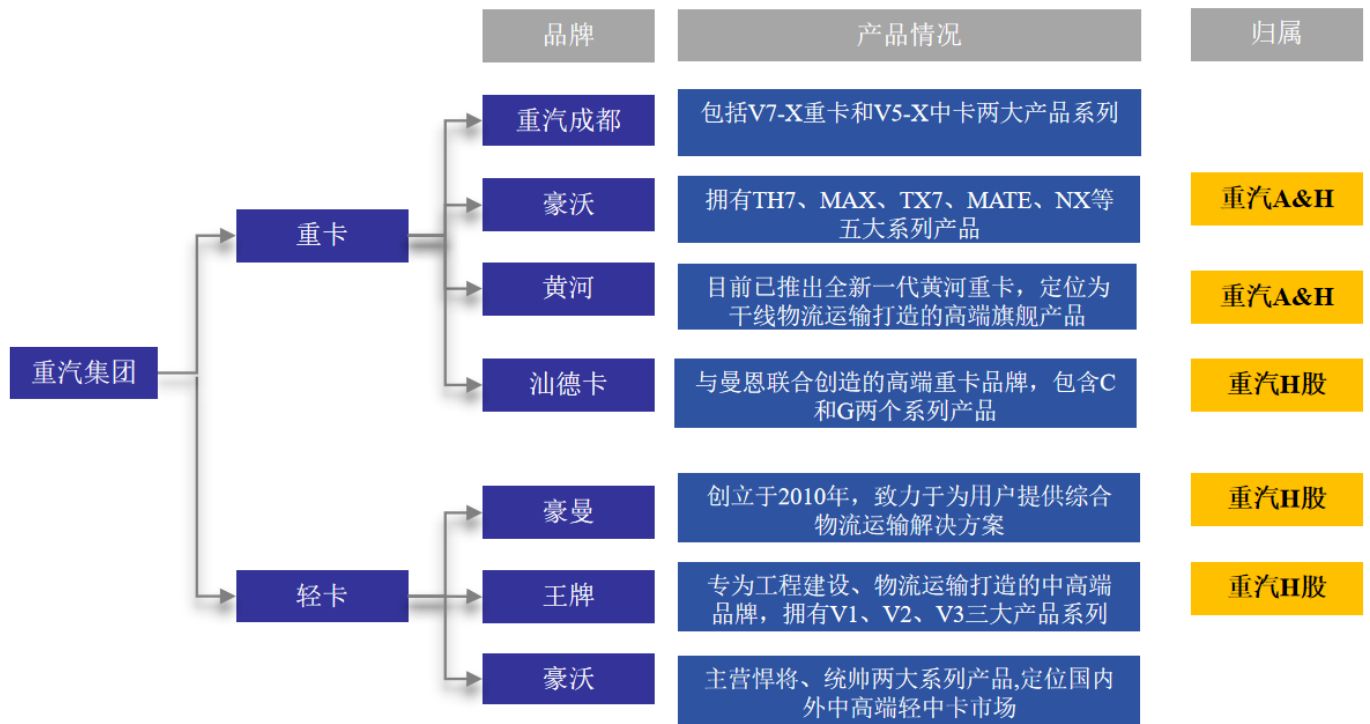 品牌
产品情况
归属
重汽集团
重卡
重汽成都
包括V7-X重卡和V5-X中卡两大产品系列
豪沃
拥有TH7、MAX、TX7、MATE、NX等
五大系列产品
重汽A&H
黄河
目前已推出全新一代黄河重卡，定位为
干线物流运输打造的高端旗舰产品
重汽A&H
汕德卡
与曼恩联合创造的高端重卡品牌，包含C
和G两个系列产品
重汽H股
轻卡
豪曼
创立于2010年，致力于为用户提供综合
物流运输解决方案
重汽H股
王牌
专为工程建设、物流运输打造的中高端
品牌，拥有V1、V2、V3三大产品系列
重汽H股
豪沃
主营悍将、统帅两大系列产品,定位国内
外中高端轻中卡市场